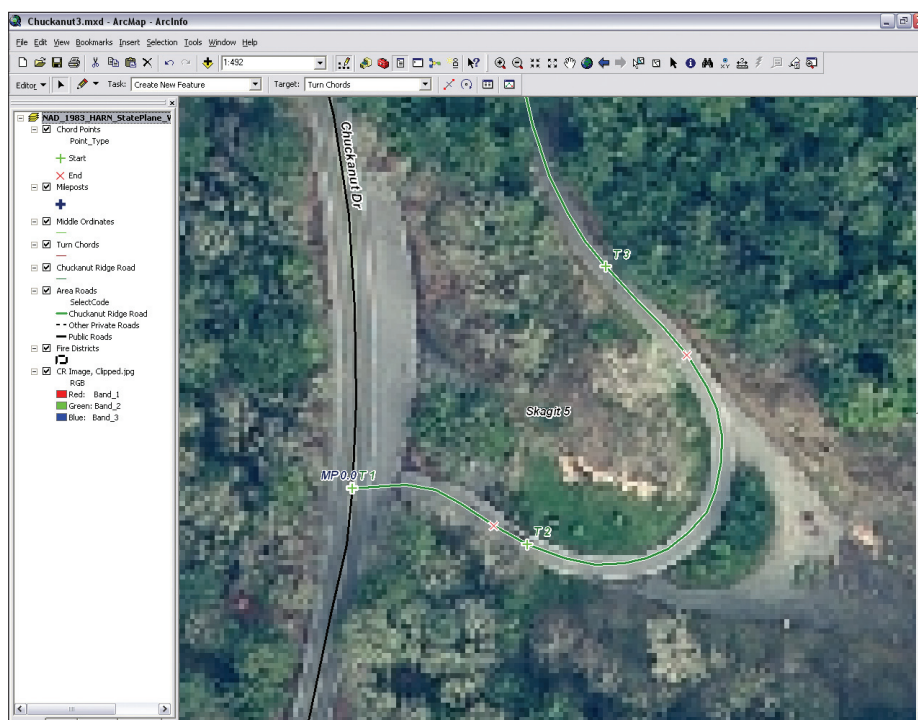 Chuckanut3.mxd - ArcMap - ArcInfo
File Edit View Bookmarks Insert Selection Tools Window Help
1:492
Editor Task: Create New Feature Target: Turn Chords
NAD_1983_HARN_StatePlane_W
Chord Points
Point_Type
Start
End
Mileposts
Middle Ordinates
Turn Chords
Chuckanut Ridge Road
Area Roads
SelectCode
Chuckanut Ridge Road
Other Private Roads
Public Roads
Fire Districts
CR Image, Clipped.jpg
RGB
Red: Band_1
Green: Band_2
Blue: Band_3
Chuckanut Dr
T 3
Skagit 5
MP 0.0 T 1
T 2